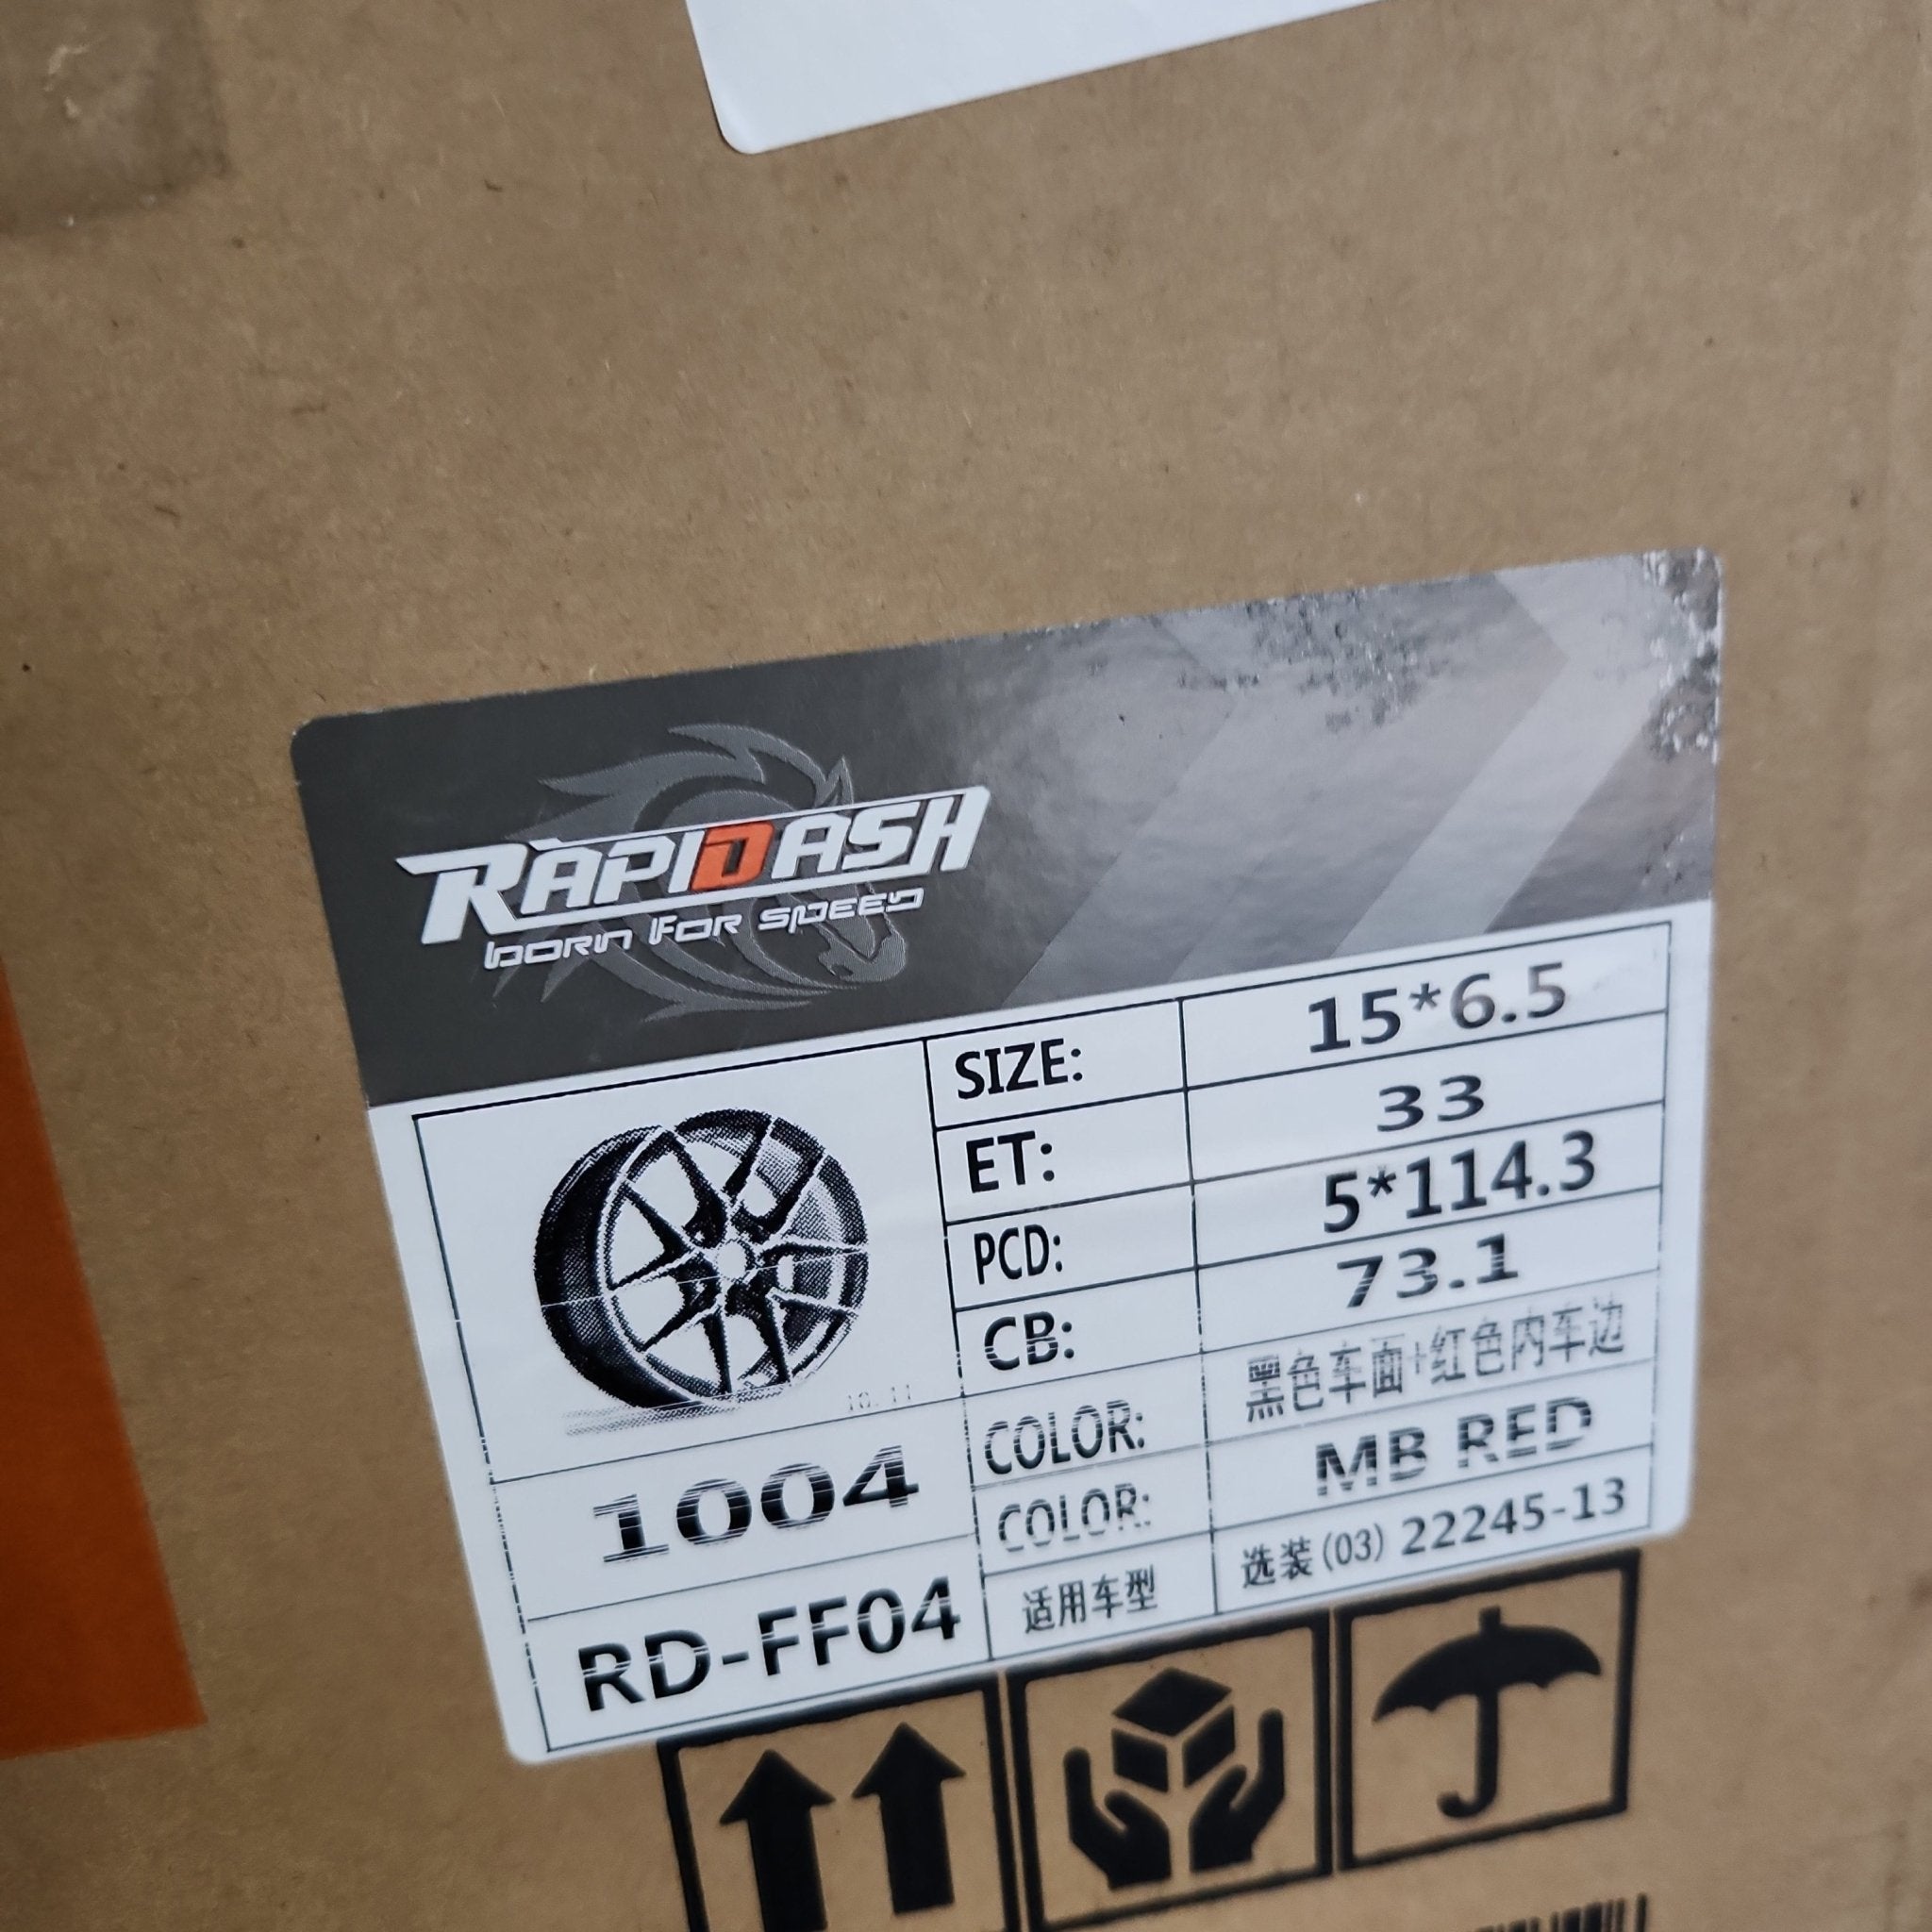 RAPIDASH
BORN FOR SPEED
SIZE: 15*6.5
ET: 33
PCD: 5*114.3
CB: 73.1
COLOR: 黑色车面+红色内车边
COLOR: MB RED
适用车型 选装(03) 22245-13
10.11
1004
RD-FF04